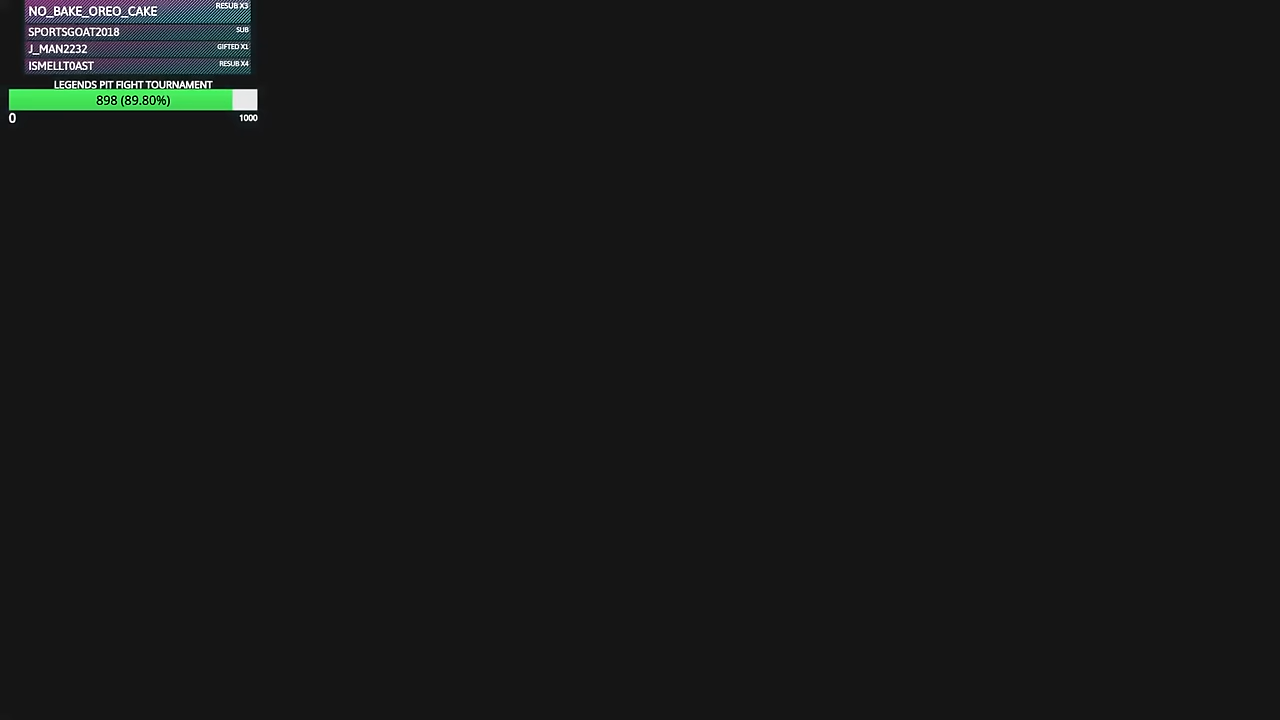 NO_BAKE_OREO_CAKE RESUB X3
SPORTSGOAT2018 SUB
J_MAN2232 GIFTED X1
ISMELLT0AST RESUB X4
LEGENDS PIT FIGHT TOURNAMENT
898 (89.80%)
0 1000